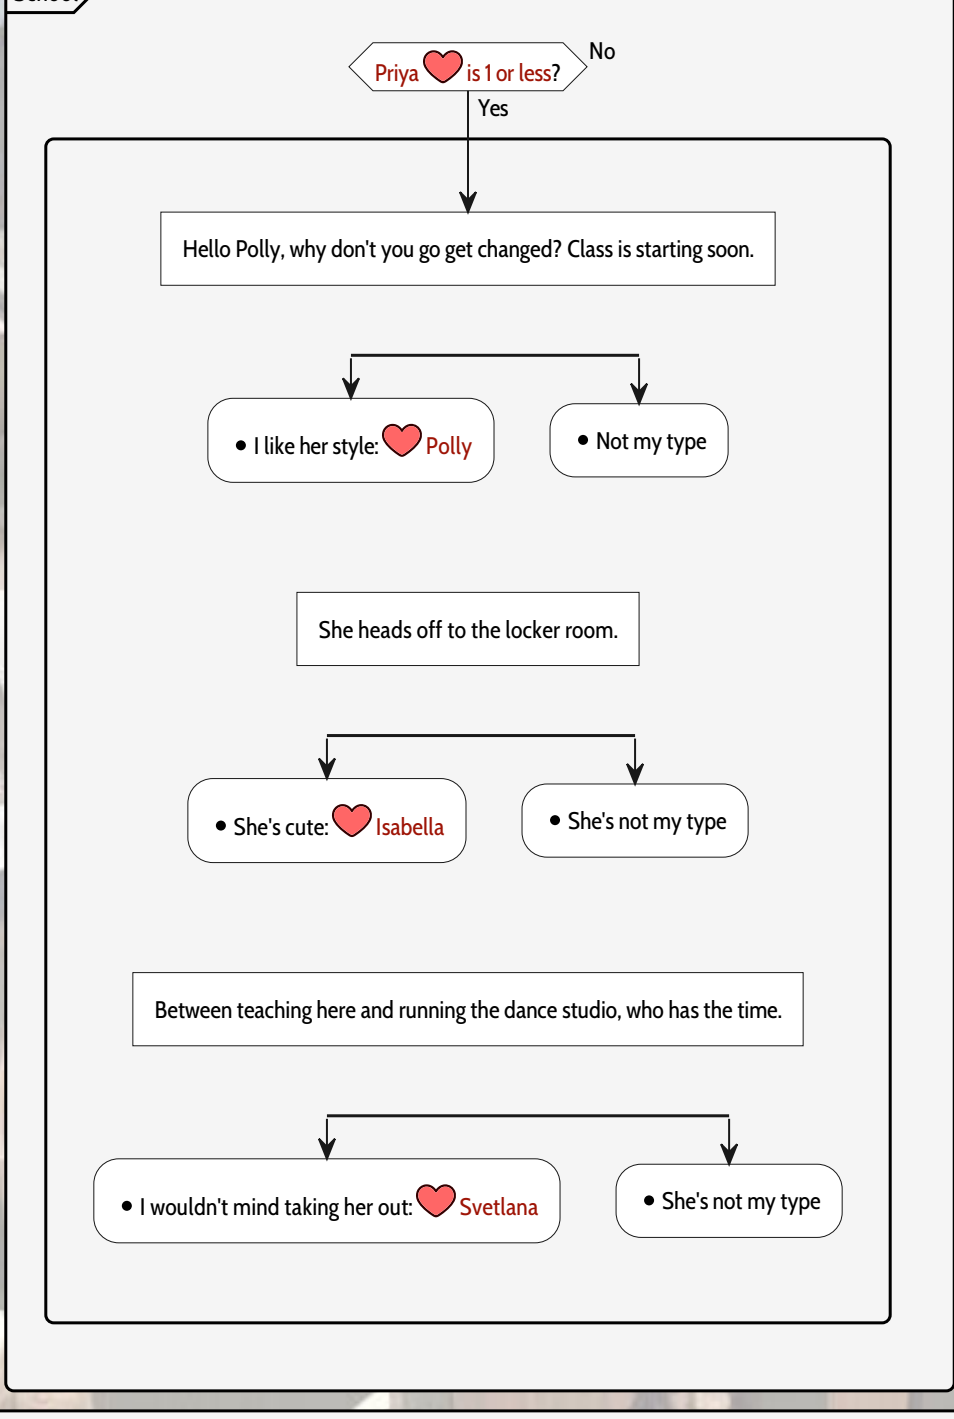 School
Priya is 1 or less?
No
Yes
Hello Polly, why don't you go get changed? Class is starting soon.
• I like her style: Polly
• Not my type
She heads off to the locker room.
• She's cute: Isabella
• She's not my type
Between teaching here and running the dance studio, who has the time.
• I wouldn't mind taking her out: Svetlana
• She's not my type